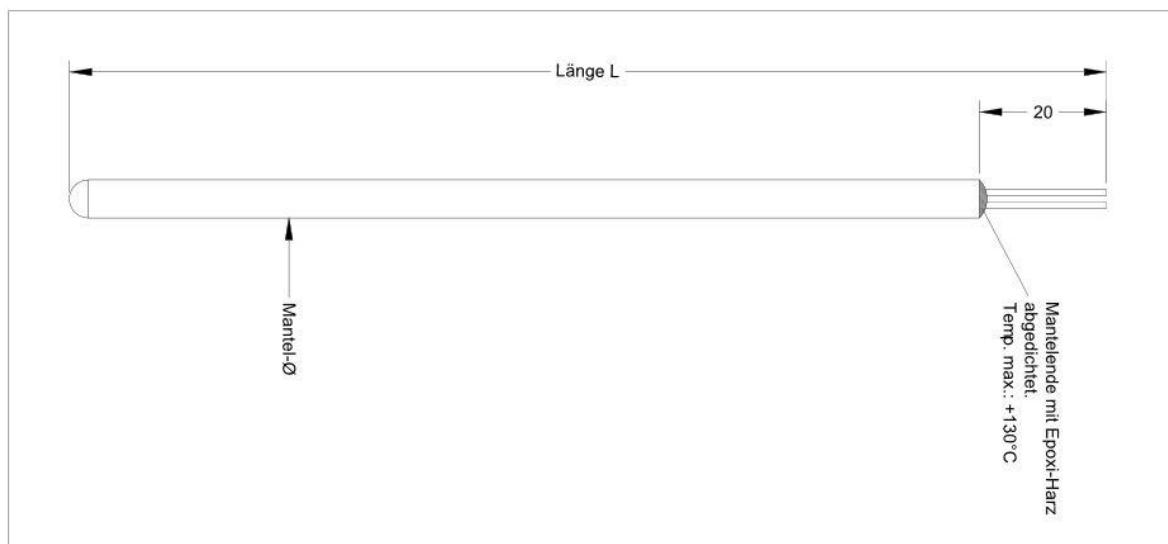 Länge L
20
Mantel-Ø
Mantelende mit Epoxi-Harz
abgedichtet.
Temp. max.: +130°C